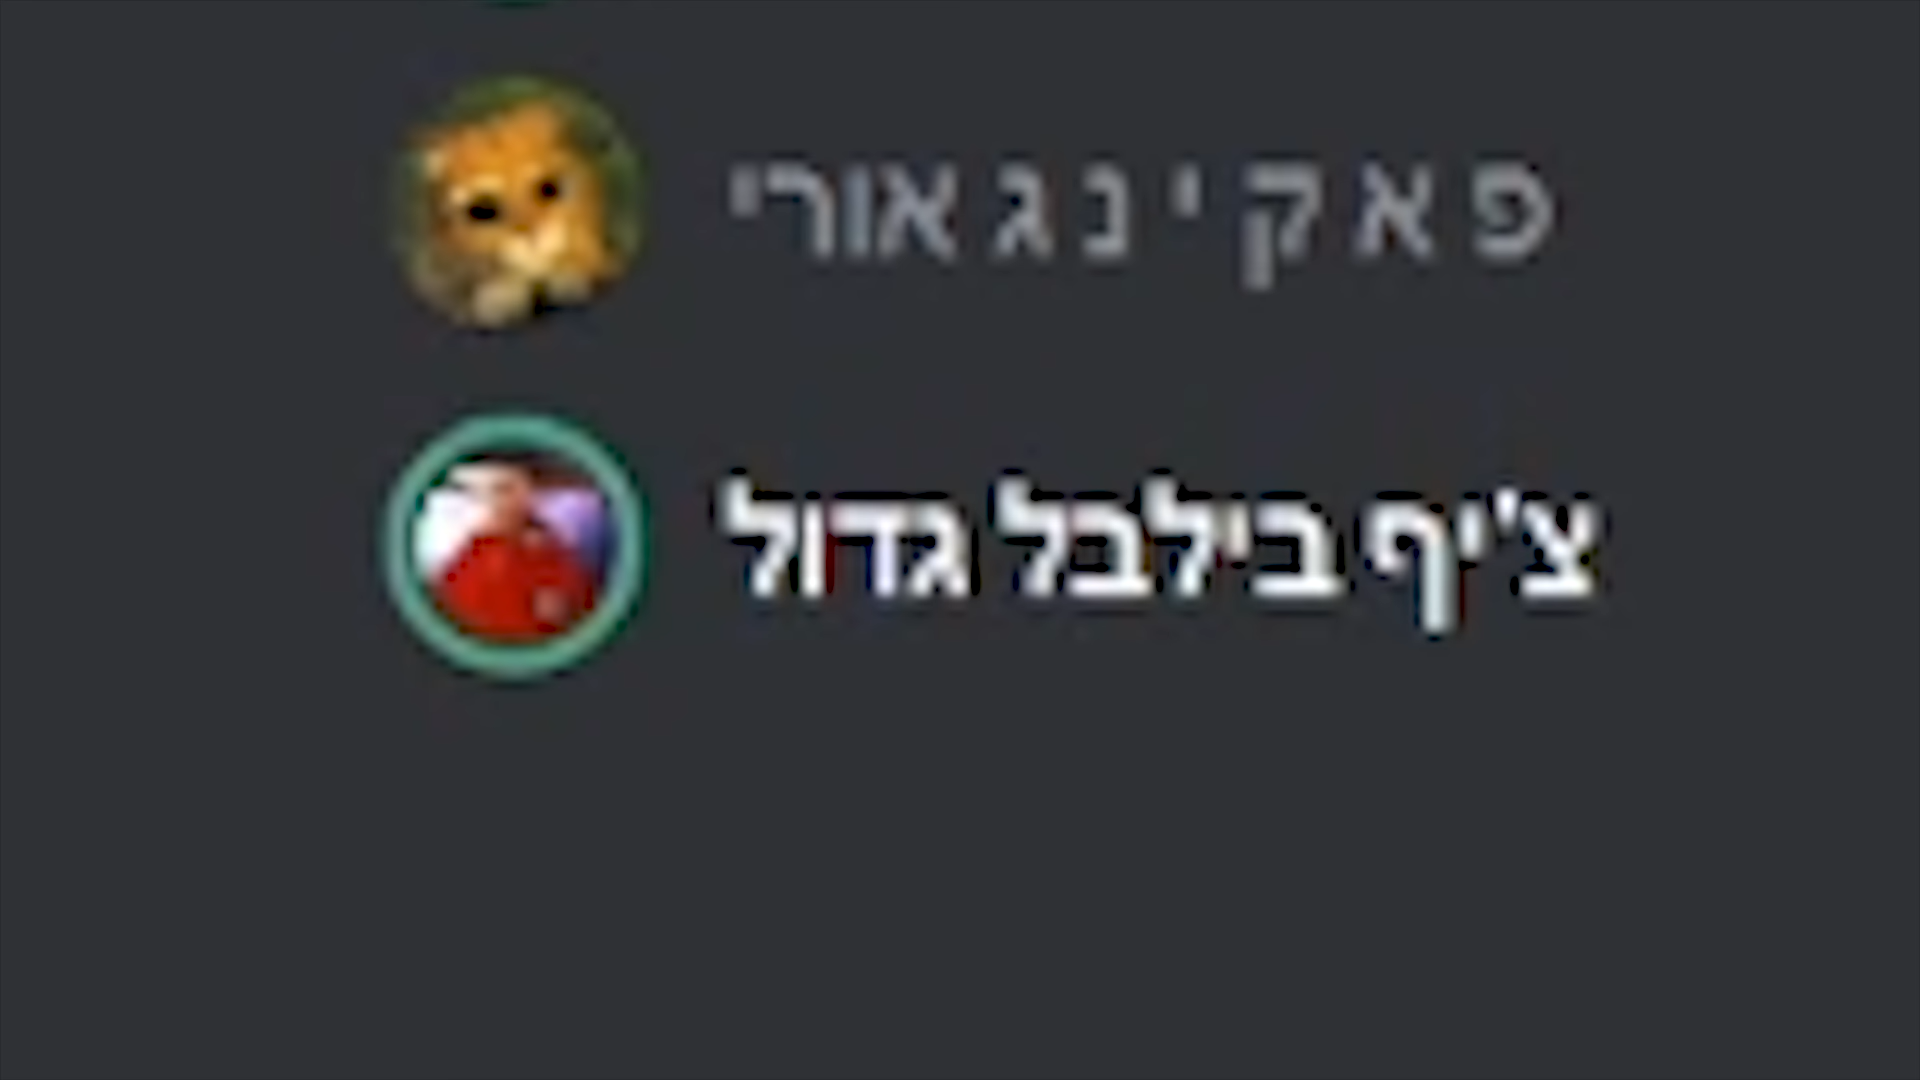 פ א ק י נ ג אורי
צ'יף בילבל גדול